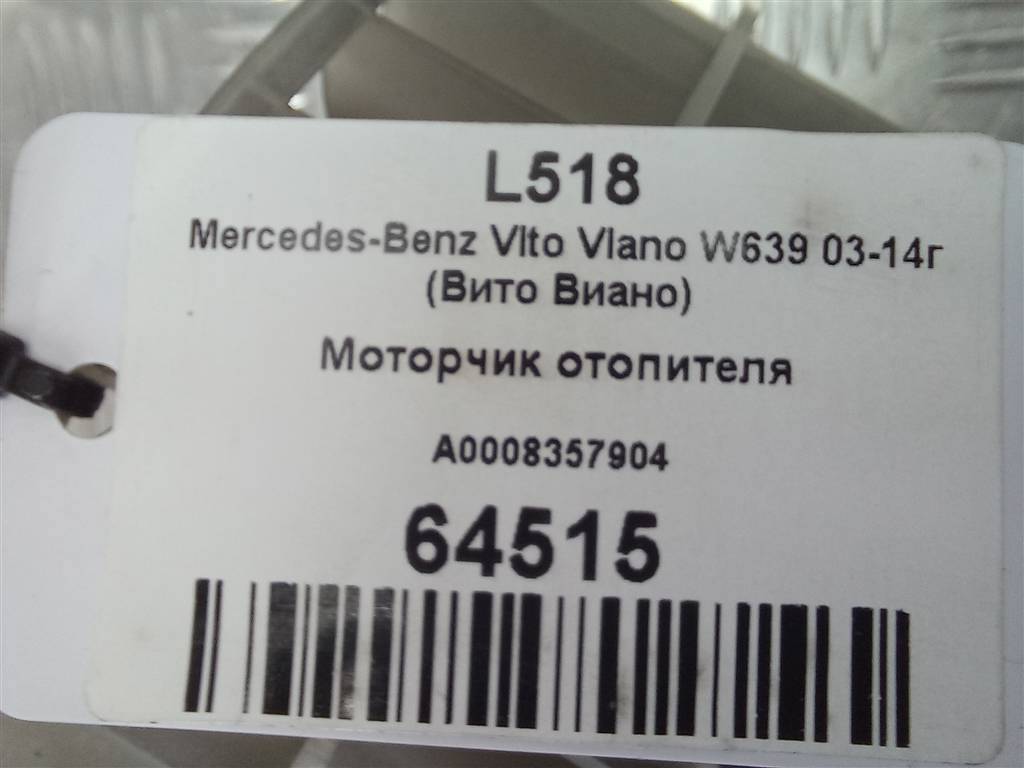 L518
Mercedes-Benz VIto VIano W639 03-14г
(Вито Виано)
Моторчик отопителя
A0008357904
64515